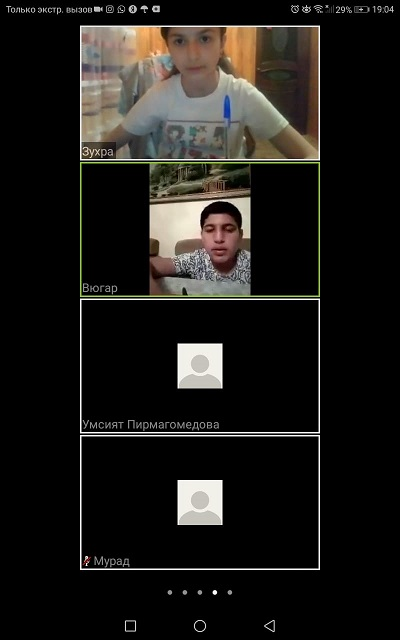 Только экстр. вызов 29% 19:04
Зухра
Вюгар
Умсият Пирмагомедова
Мурад